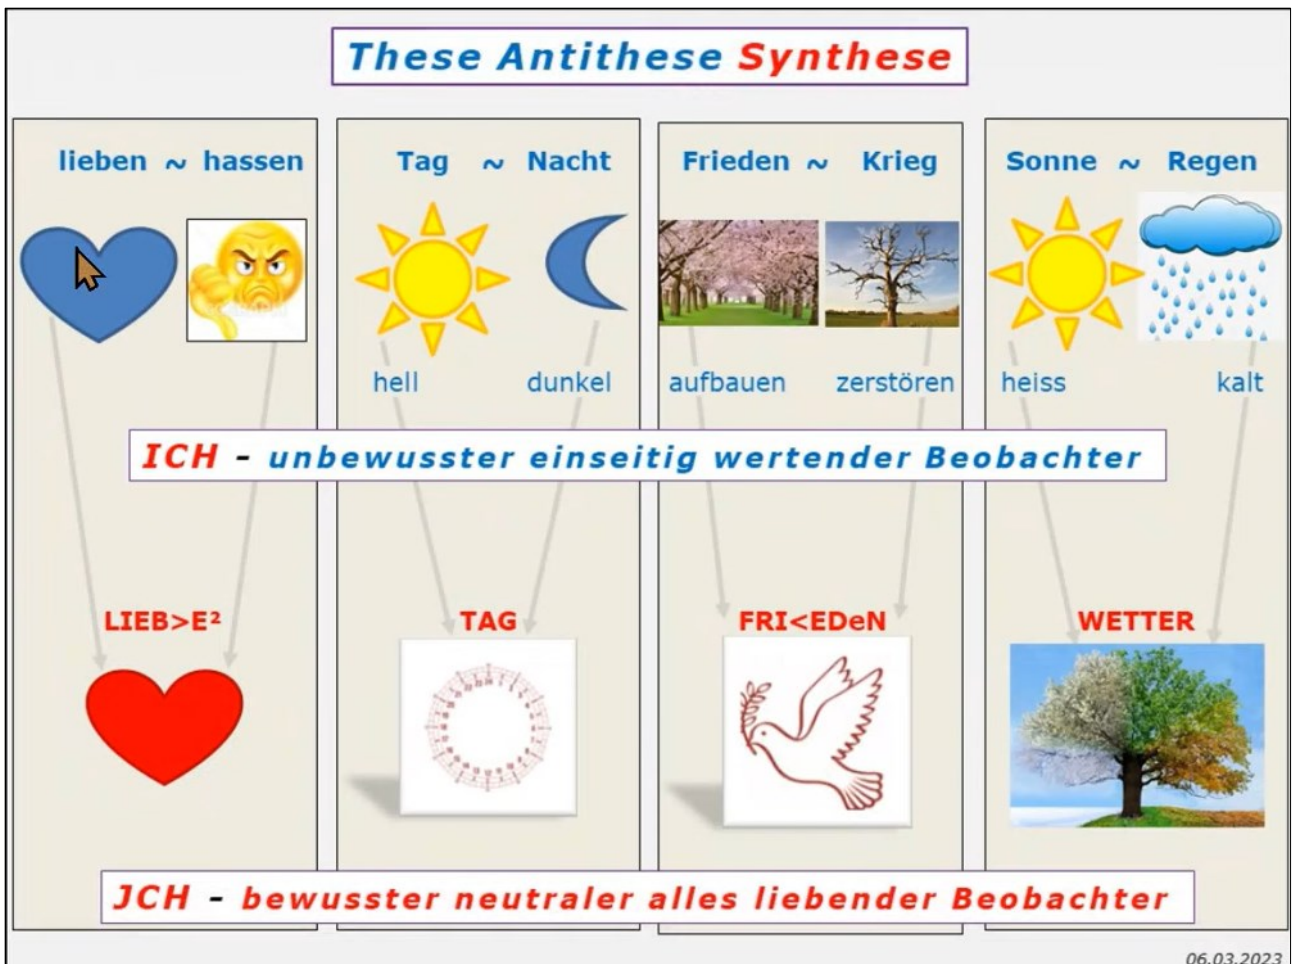 These Antithese Synthese
lieben ~ hassen
Tag ~ Nacht
Frieden ~ Krieg
Sonne ~ Regen
hell
dunkel
aufbauen
zerstören
heiss
kalt
ICH - unbewusster einseitig wertender Beobachter
LIEB>E²
TAG
FRI<EDeN
WETTER
JCH - bewusster neutraler alles liebender Beobachter
06.03.2023